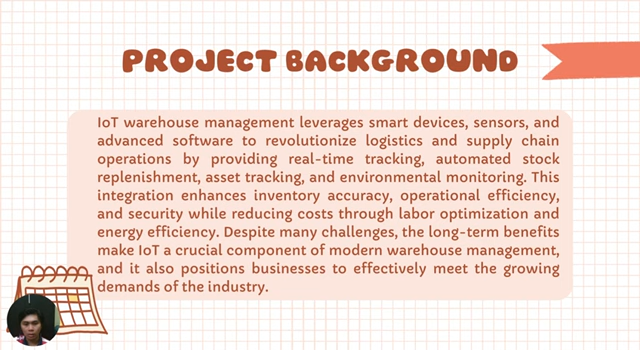 PROJECT BACKGROUND
IoT warehouse management leverages smart devices, sensors, and
advanced software to revolutionize logistics and supply chain
operations by providing real-time tracking, automated stock
replenishment, asset tracking, and environmental monitoring. This
integration enhances inventory accuracy, operational efficiency,
and security while reducing costs through labor optimization and
energy efficiency. Despite many challenges, the long-term benefits
make IoT a crucial component of modern warehouse management,
and it also positions businesses to effectively meet the growing
demands of the industry.